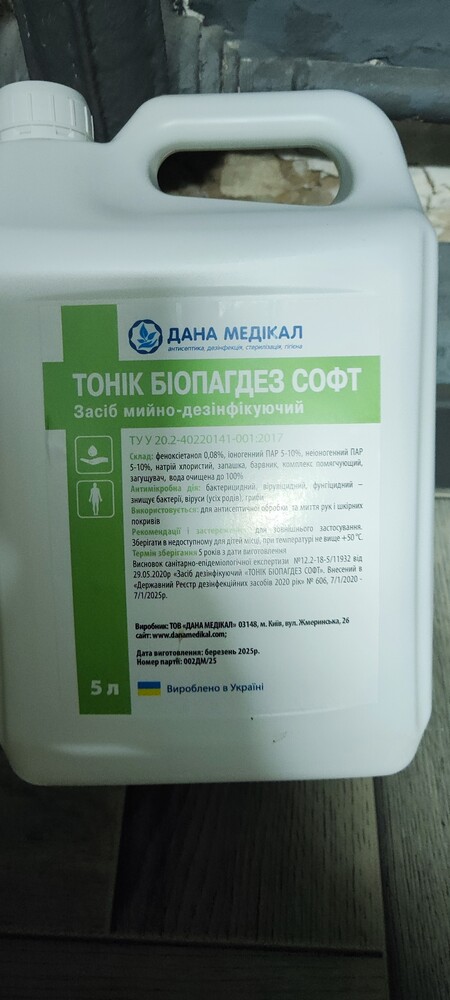 ДАНА МЕДІКАЛ
антисептика, дезінфекція, стерилізація, гігієна
ТОНІК БІОПАГДЕЗ СОФТ
Засіб мийно-дезінфікуючий
ТУ У 20.2-40220141-001:2017
Склад: феноксіетанол 0,08%, іоногенний ПАР 5-10%, неіоногенний ПАР
5-10%, натрій хлористий, запашка, барвник, комплекс помягчующий,
загущувач, вода очищена до 100%
Антимікробна дія: бактерицидний, віруліцидний, фунгіцидний –
знищує бактерії, віруси (усіх родів), гриби
Використовується: для антисептичної обробки та миття рук і шкірних
покривів
Рекомендації і застереження: для зовнішнього застосування.
Зберігати в недоступному для дітей місці, при температурі не вище +50 °С.
Термін зберігання 5 років з дати виготовлення
Висновок санітарно-епідеміологічної експертизи №12.2-18-5/11932 від
29.05.2020р «Засіб дезінфікуючий «ТОНІК БІОПАГДЕЗ СОФТ». Внесений в
«Державний Реєстр дезінфекційних засобів 2020 рік» № 606, 7/1/2020 -
7/1/2025р.
Виробник: ТОВ «ДАНА МЕДІКАЛ» 03148, м. Київ, вул. Жмеринська, 26
сайт: www.danamedikal.com;
Дата виготовлення: березень 2025р.
Номер партії: 002ДМ/25
5 л
Вироблено в Україні